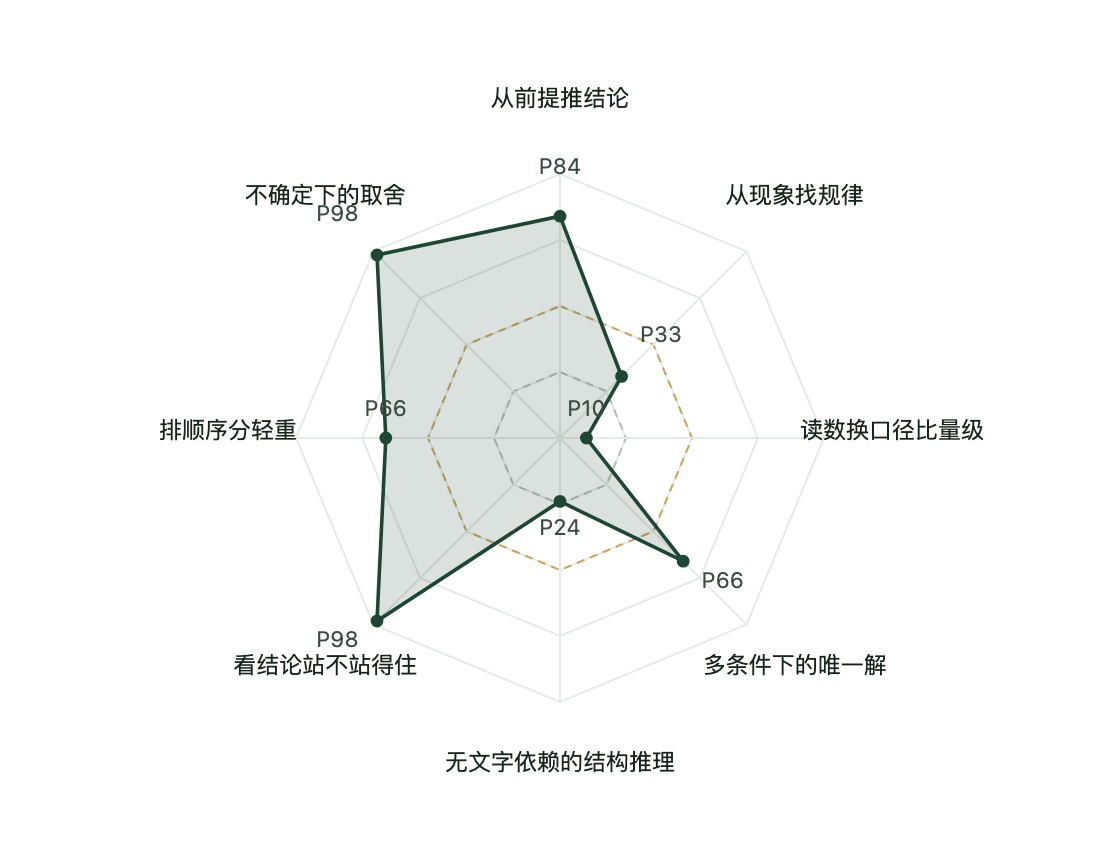 从前提推结论
P84
不确定下的取舍
P98
从现象找规律
P33
P10
P66
排顺序分轻重
读数换口径比量级
P24
P66
P98
看结论站不站得住
多条件下的唯一解
无文字依赖的结构推理